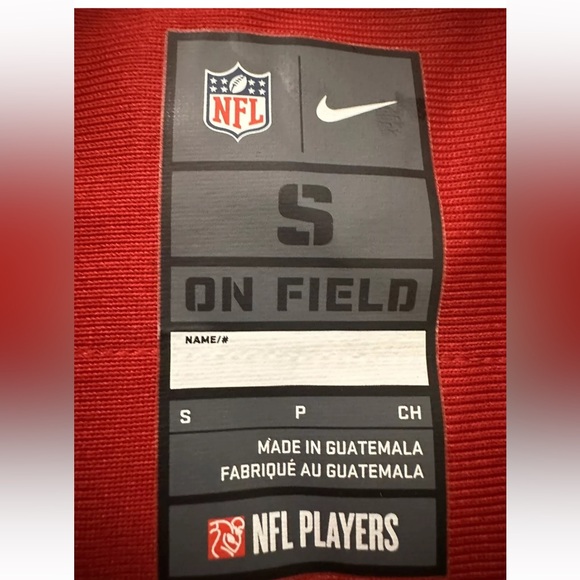 NFL
S
ON FIELD
NAME/#
S P CH
MADE IN GUATEMALA
FABRIQUÉ AU GUATEMALA
NFL PLAYERS